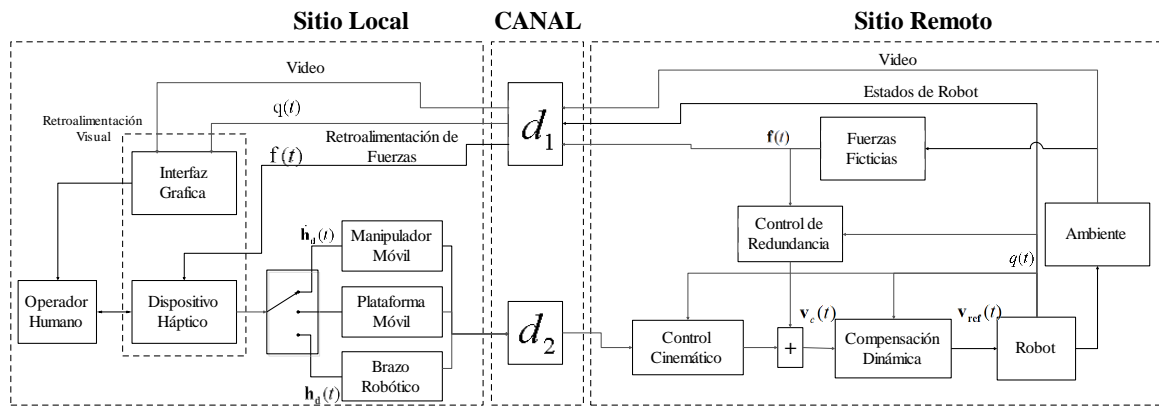 Sitio Local
CANAL
Sitio Remoto
Video
q(t)
Retroalimentación
Visual
Retroalimentación de
Fuerzas
f(t)
Interfaz
Grafica
Operador
Humano
Dispositivo
Háptico
ḣd(t)
Manipulador
Móvil
Plataforma
Móvil
Brazo
Robótico
ḣd(t)
d1
d2
Video
Estados de Robot
f(t)
Fuerzas
Ficticias
Control de
Redundancia
Ambiente
q(t)
Control
Cinemático
+
vc(t)
Compensación
Dinámica
vref(t)
Robot